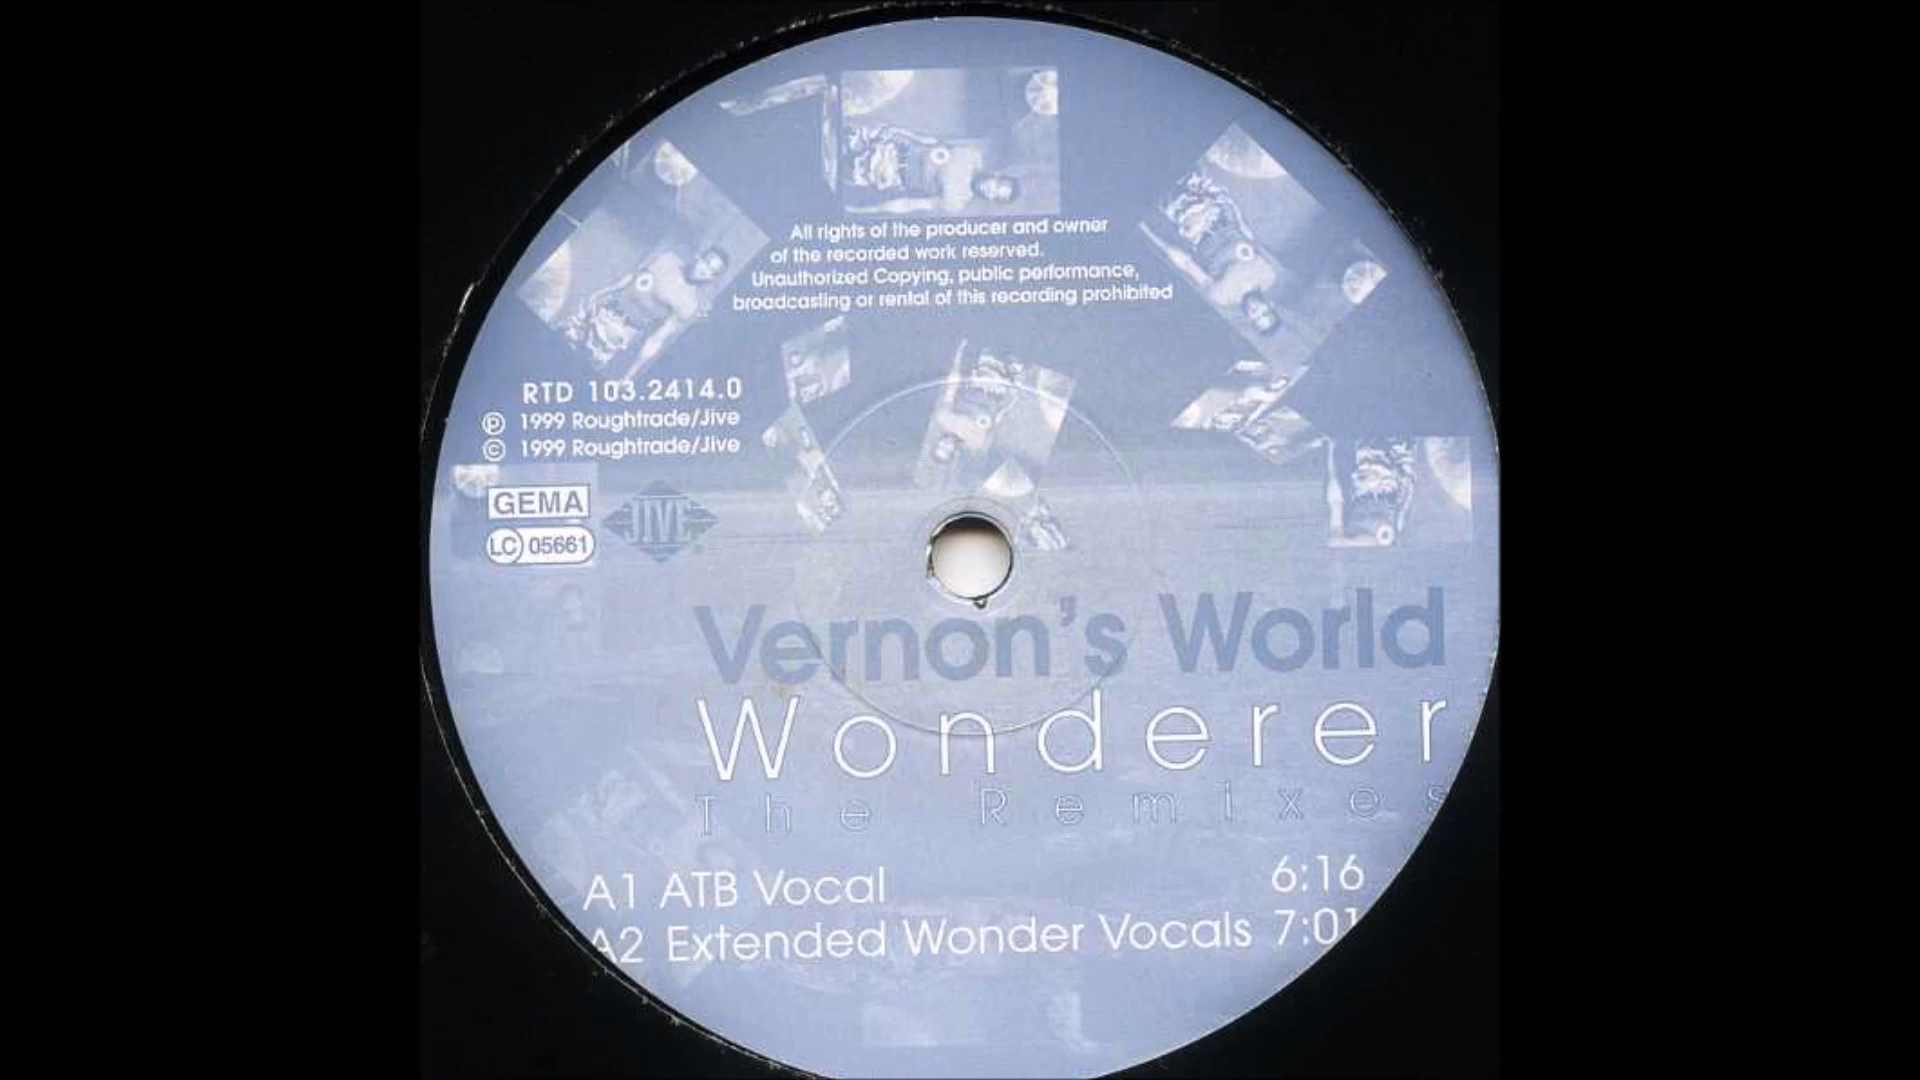 All rights of the producer and owner
of the recorded work reserved.
Unauthorized Copying, public performance,
broadcasting or rental of this recording prohibited
RTD 103.2414.0
℗ 1999 Roughtrade/Jive
© 1999 Roughtrade/Jive
GEMA
JIVE
LC 05661
Vernon's World
Wonderer
The Remixes
A1 ATB Vocal 6:16
A2 Extended Wonder Vocals 7:01